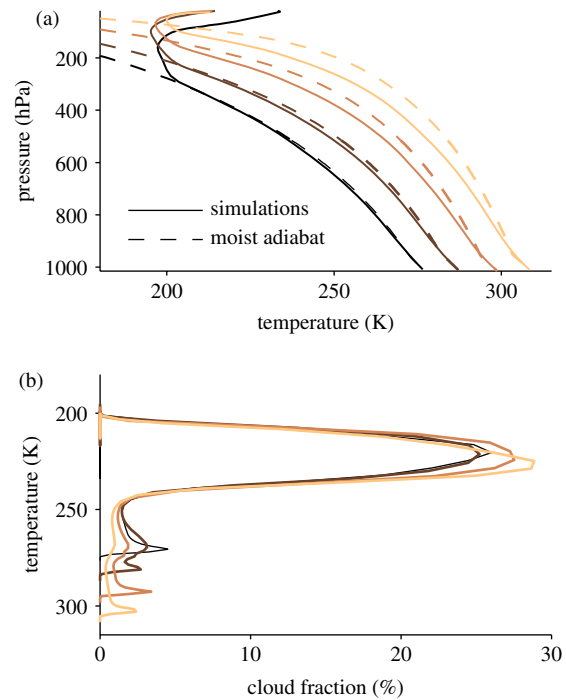 (a)
200
400
600
800
1000
pressure (hPa)
simulations
moist adiabat
200
250
300
temperature (K)
(b)
200
250
300
temperature (K)
0
10
20
30
cloud fraction (%)